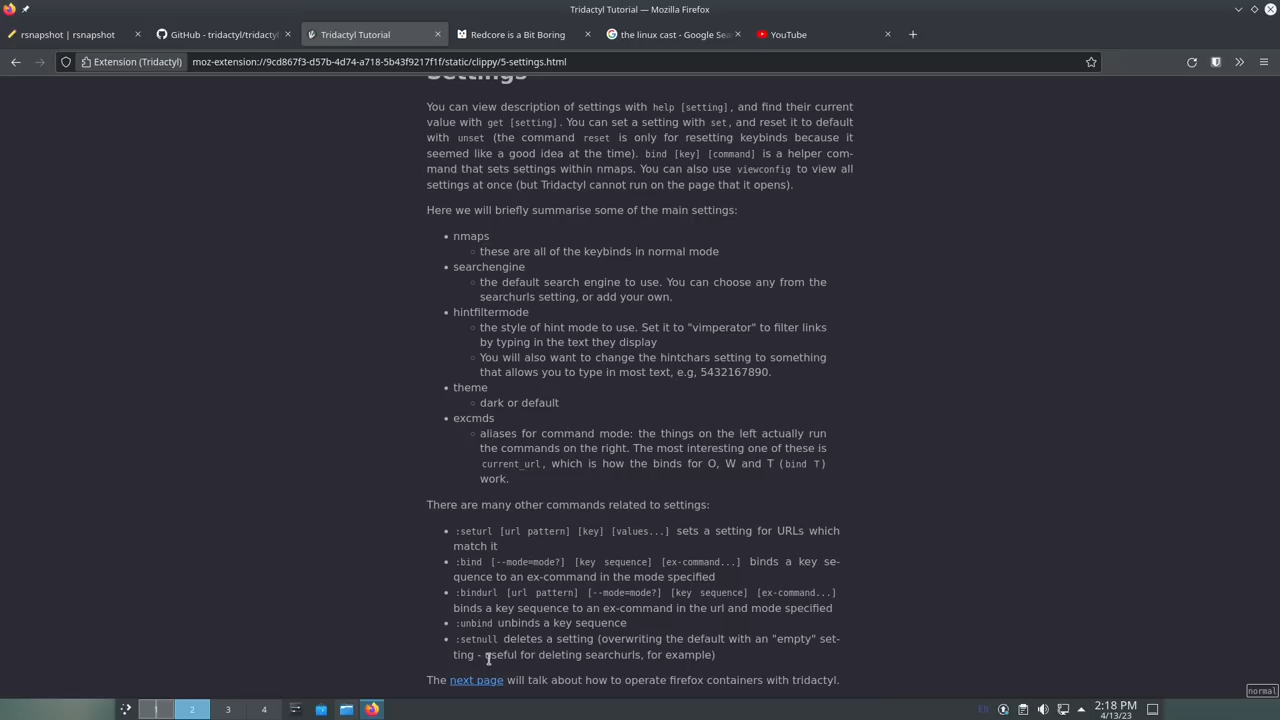 Tridactyl Tutorial — Mozilla Firefox
rsnapshot | rsnapshot
GitHub - tridactyl/tridactyl
Tridactyl Tutorial
Redcore is a Bit Boring
the linux cast - Google Sea
YouTube
Extension (Tridactyl)
moz-extension://9cd867f3-d57b-4d74-a718-5b43f9217f1f/static/clippy/5-settings.html
Settings
You can view description of settings with help [setting], and find their current
value with get [setting]. You can set a setting with set, and reset it to default
with unset (the command reset is only for resetting keybinds because it
seemed like a good idea at the time). bind [key] [command] is a helper com-
mand that sets settings within nmaps. You can also use viewconfig to view all
settings at once (but Tridactyl cannot run on the page that it opens).
Here we will briefly summarise some of the main settings:
• nmaps
◦ these are all of the keybinds in normal mode
• searchengine
◦ the default search engine to use. You can choose any from the
searchurls setting, or add your own.
• hintfiltermode
◦ the style of hint mode to use. Set it to "vimperator" to filter links
by typing in the text they display
◦ You will also want to change the hintchars setting to something
that allows you to type in most text, e.g, 5432167890.
• theme
◦ dark or default
• excmds
◦ aliases for command mode: the things on the left actually run
the commands on the right. The most interesting one of these is
current_url, which is how the binds for O, W and T (bind T)
work.
There are many other commands related to settings:
• :seturl [url pattern] [key] [values...] sets a setting for URLs which
match it
• :bind [--mode=mode?] [key sequence] [ex-command...] binds a key se-
quence to an ex-command in the mode specified
• :bindurl [url pattern] [--mode=mode?] [key sequence] [ex-command...]
binds a key sequence to an ex-command in the url and mode specified
• :unbind unbinds a key sequence
• :setnull deletes a setting (overwriting the default with an "empty" set-
ting - useful for deleting searchurls, for example)
The next page will talk about how to operate firefox containers with tridactyl.
normal
1
2
3
4
EN
2:18 PM
4/13/23